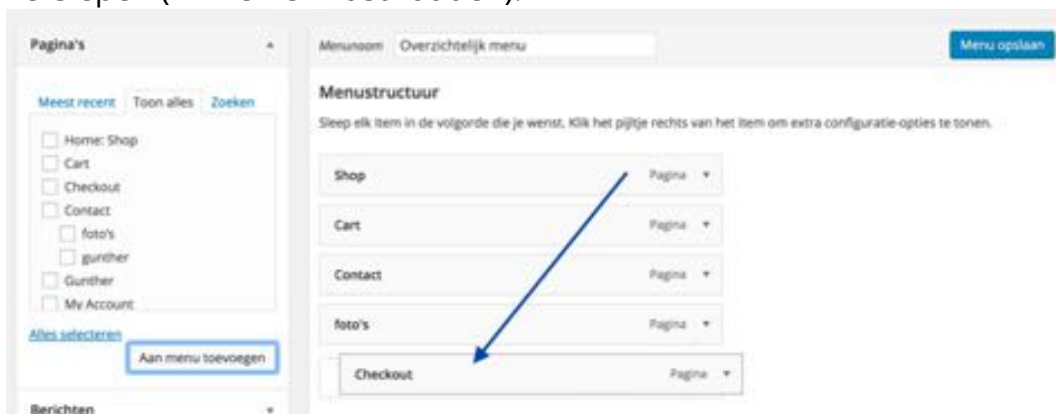 Pagina's
Meest recent Toon alles Zoeken
Home: Shop
Cart
Checkout
Contact
foto's
gunther
Gunther
My Account
Alles selecteren
Aan menu toevoegen
Berichten
Menunaam Overzichtelijk menu Menu opslaan
Menustructuur
Sleep elk item in de volgorde die je wenst. Klik het pijltje rechts van het item om extra configuratie-opties te tonen.
Shop Pagina
Cart Pagina
Contact Pagina
foto's Pagina
Checkout Pagina